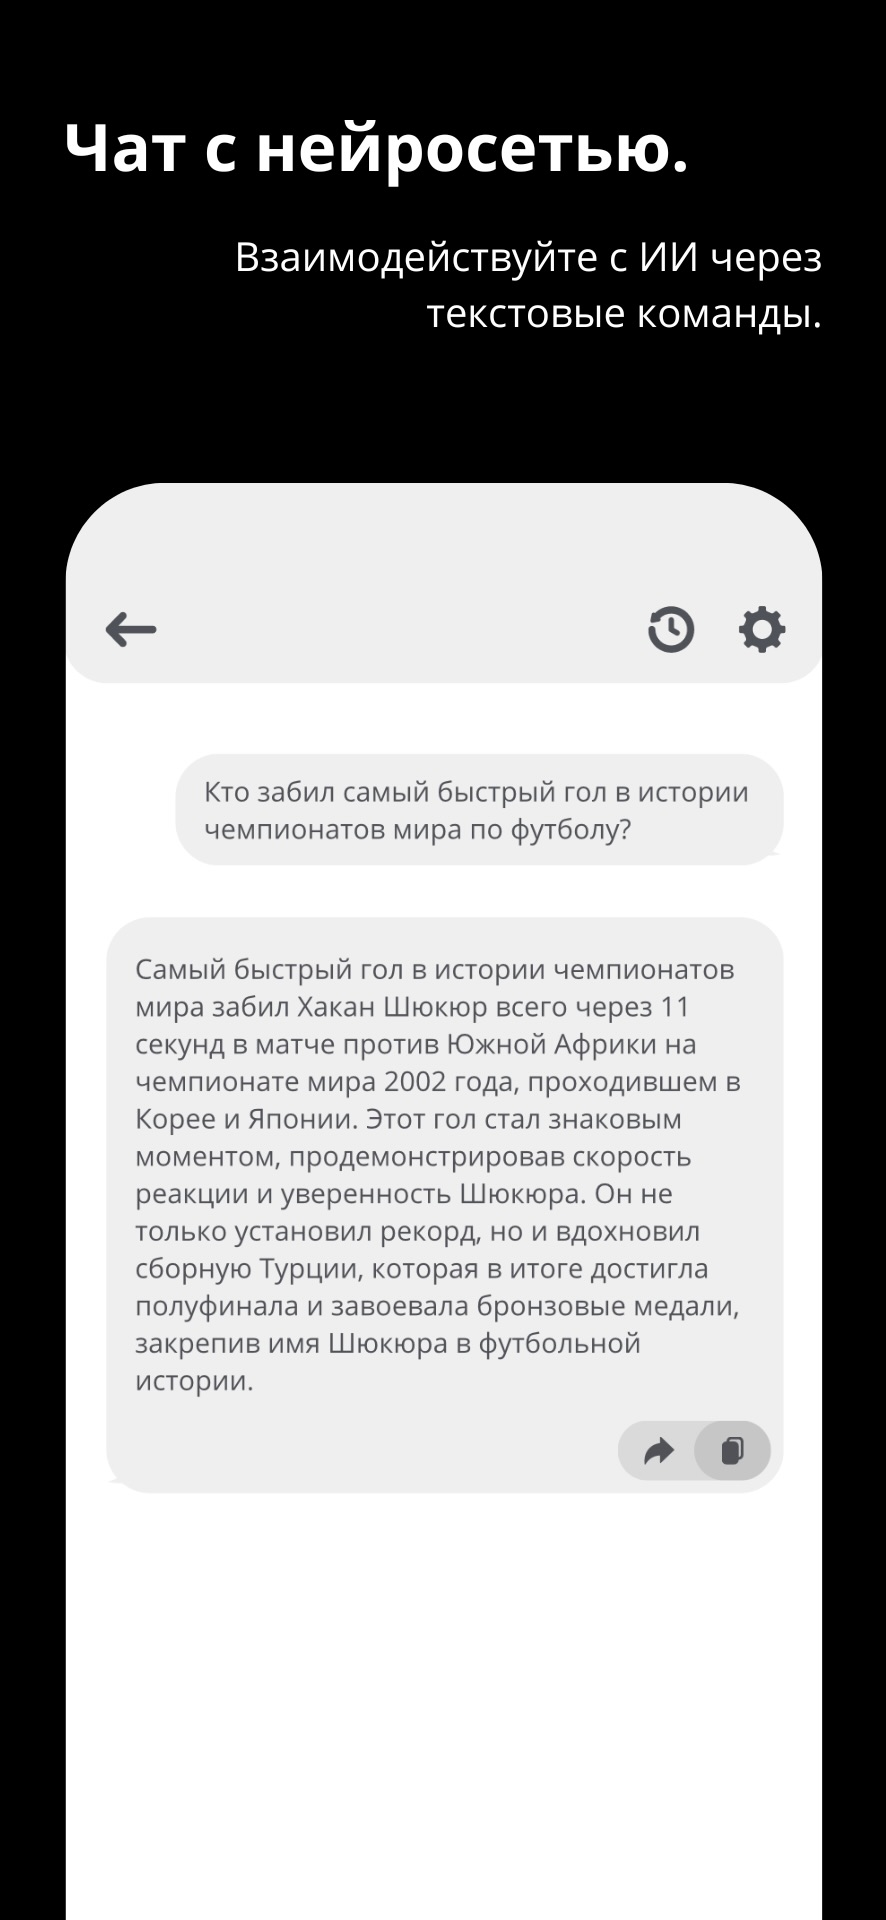 Чат с нейросетью.
Взаимодействуйте с ИИ через
текстовые команды.
Кто забил самый быстрый гол в истории
чемпионатов мира по футболу?
Самый быстрый гол в истории чемпионатов
мира забил Хакан Шюкюр всего через 11
секунд в матче против Южной Африки на
чемпионате мира 2002 года, проходившем в
Корее и Японии. Этот гол стал знаковым
моментом, продемонстрировав скорость
реакции и уверенность Шюкюра. Он не
только установил рекорд, но и вдохновил
сборную Турции, которая в итоге достигла
полуфинала и завоевала бронзовые медали,
закрепив имя Шюкюра в футбольной
истории.